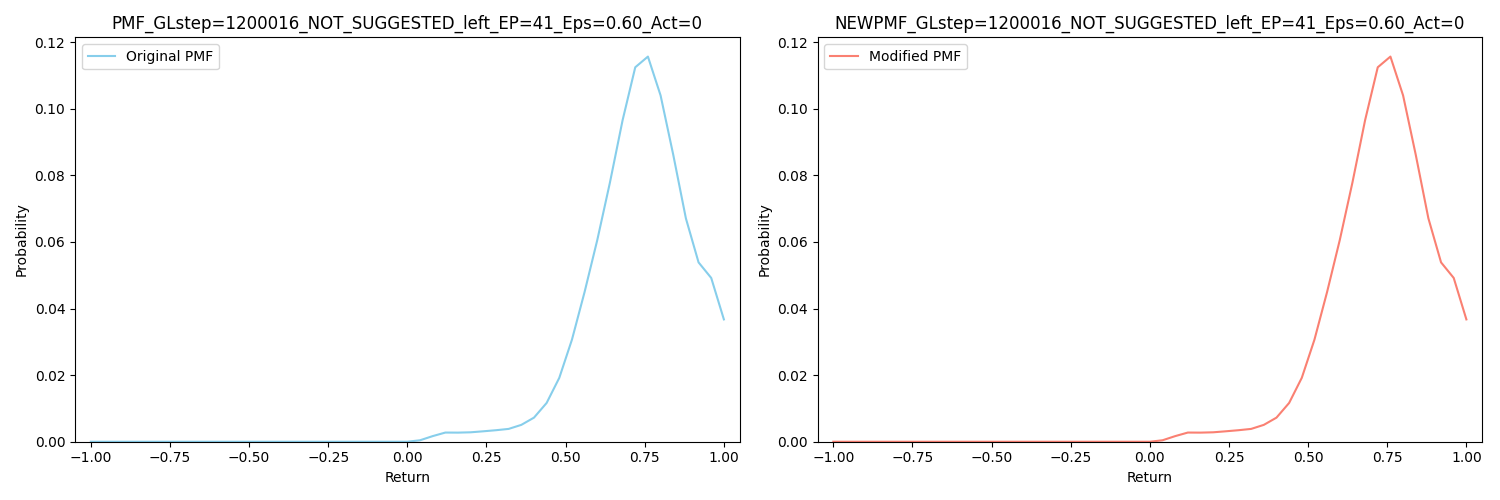 PMF_GLstep=1200016_NOT_SUGGESTED_left_EP=41_Eps=0.60_Act=0
Original PMF
0.12
0.10
0.08
0.06
0.04
0.02
0.00
Probability
−1.00 −0.75 −0.50 −0.25 0.00 0.25 0.50 0.75 1.00
Return
NEWPMF_GLstep=1200016_NOT_SUGGESTED_left_EP=41_Eps=0.60_Act=0
Modified PMF
0.12
0.10
0.08
0.06
0.04
0.02
0.00
Probability
−1.00 −0.75 −0.50 −0.25 0.00 0.25 0.50 0.75 1.00
Return